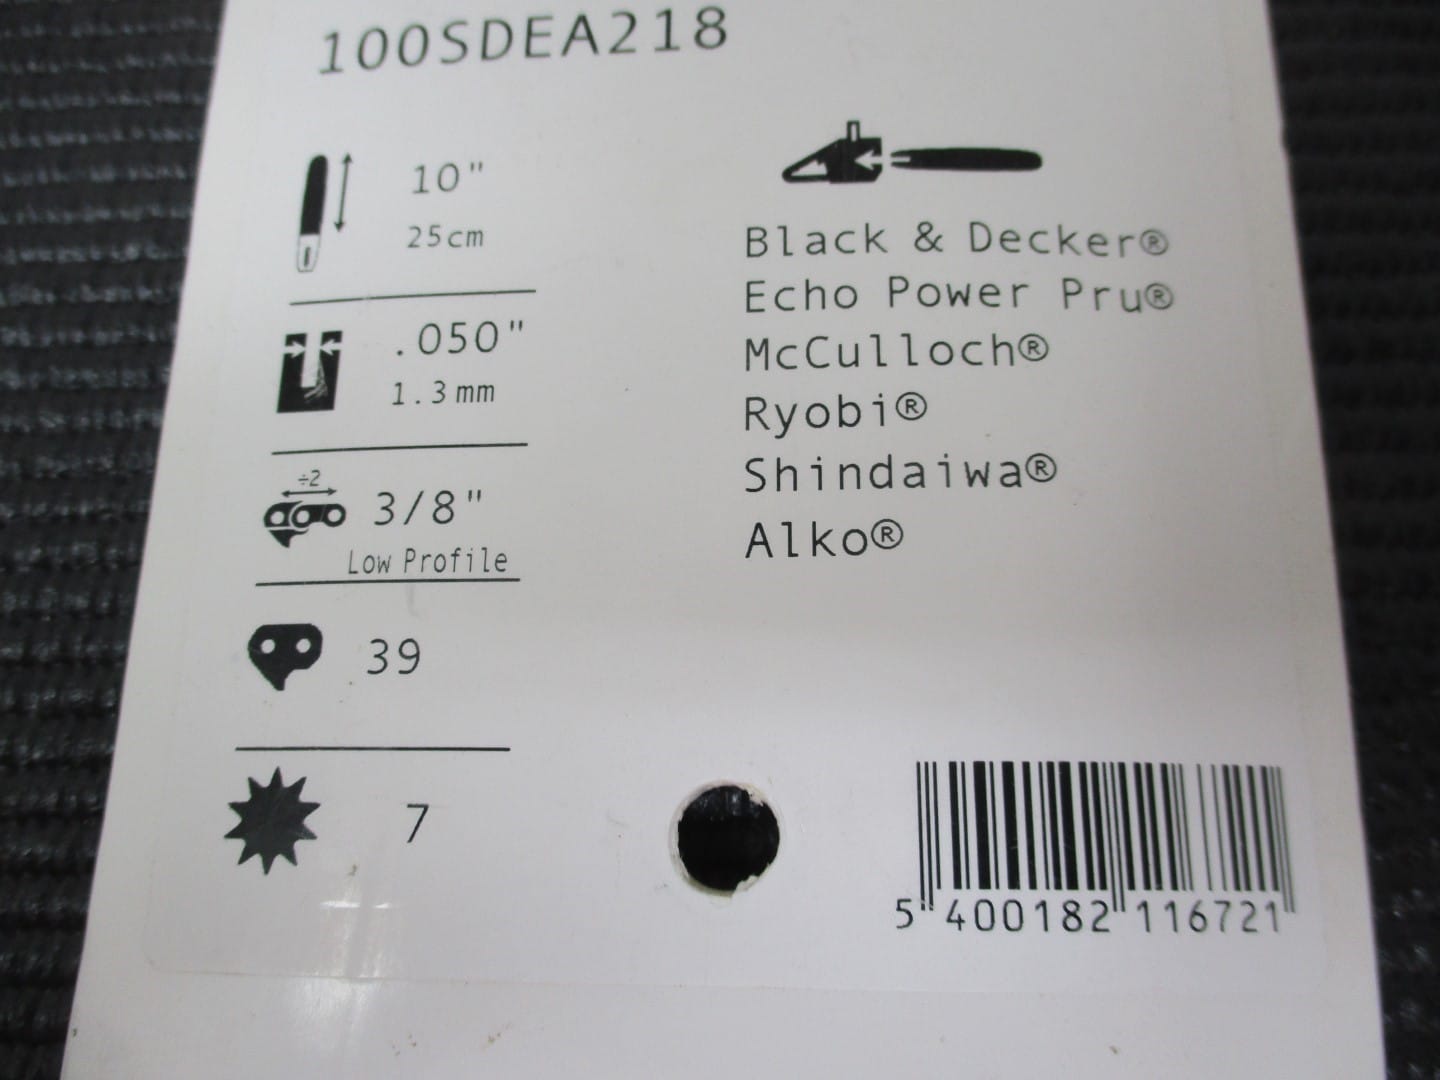 100SDEA218
10"
25cm
.050"
1.3mm
÷2
3/8"
Low Profile
39
7
Black & Decker®
Echo Power Pru®
McCulloch®
Ryobi®
Shindaiwa®
Alko®
5 400182 116721